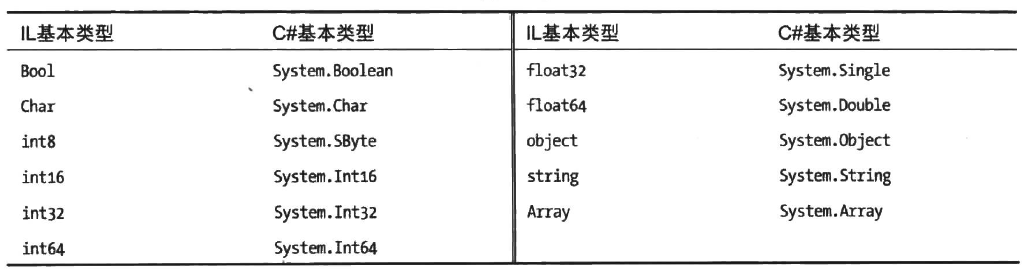 IL基本类型 C#基本类型 IL基本类型 C#基本类型
Bool System.Boolean float32 System.Single
Char System.Char float64 System.Double
int8 System.SByte object System.Object
int16 System.Int16 string System.String
int32 System.Int32 Array System.Array
int64 System.Int64